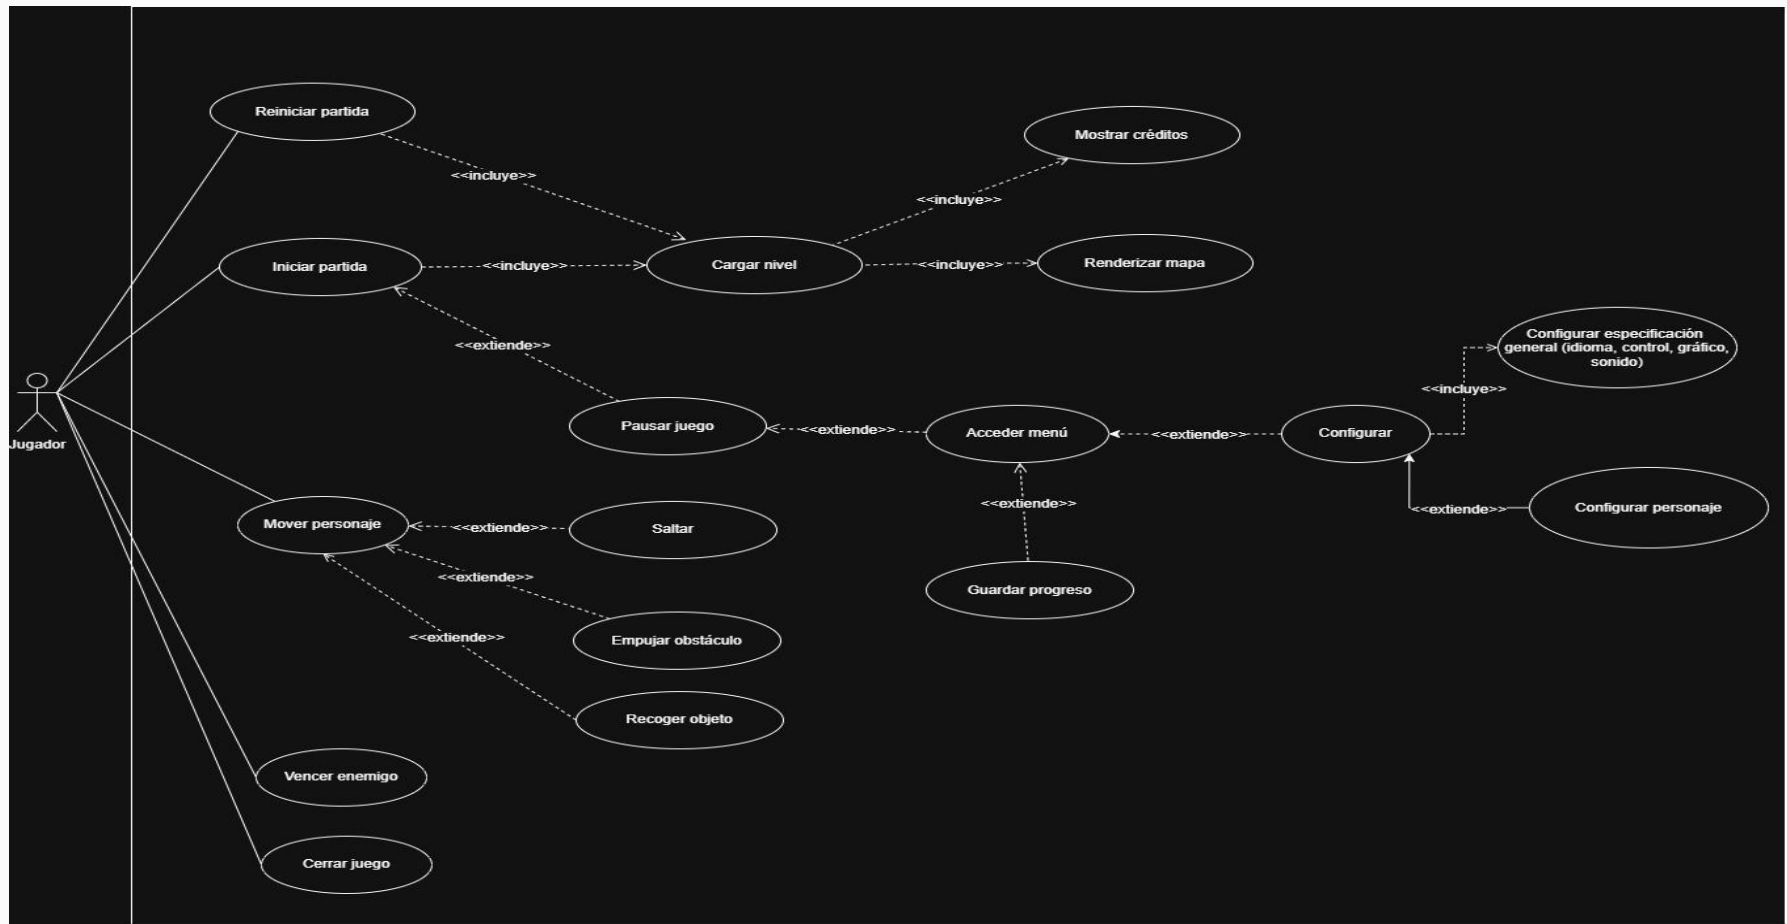 Reiniciar partida
Mostrar créditos
<<incluye>>
<<incluye>>
Iniciar partida
<<incluye>>
Cargar nivel
<<incluye>>
Renderizar mapa
<<extiende>>
Configurar especificación
general (idioma, control, gráfico,
sonido)
<<incluye>>
Jugador
Pausar juego
<<extiende>>
Acceder menú
<<extiende>>
Configurar
<<extiende>>
<<extiende>>
Configurar personaje
Mover personaje
<<extiende>>
Saltar
<<extiende>>
Guardar progreso
<<extiende>>
Empujar obstáculo
Recoger objeto
Vencer enemigo
Cerrar juego